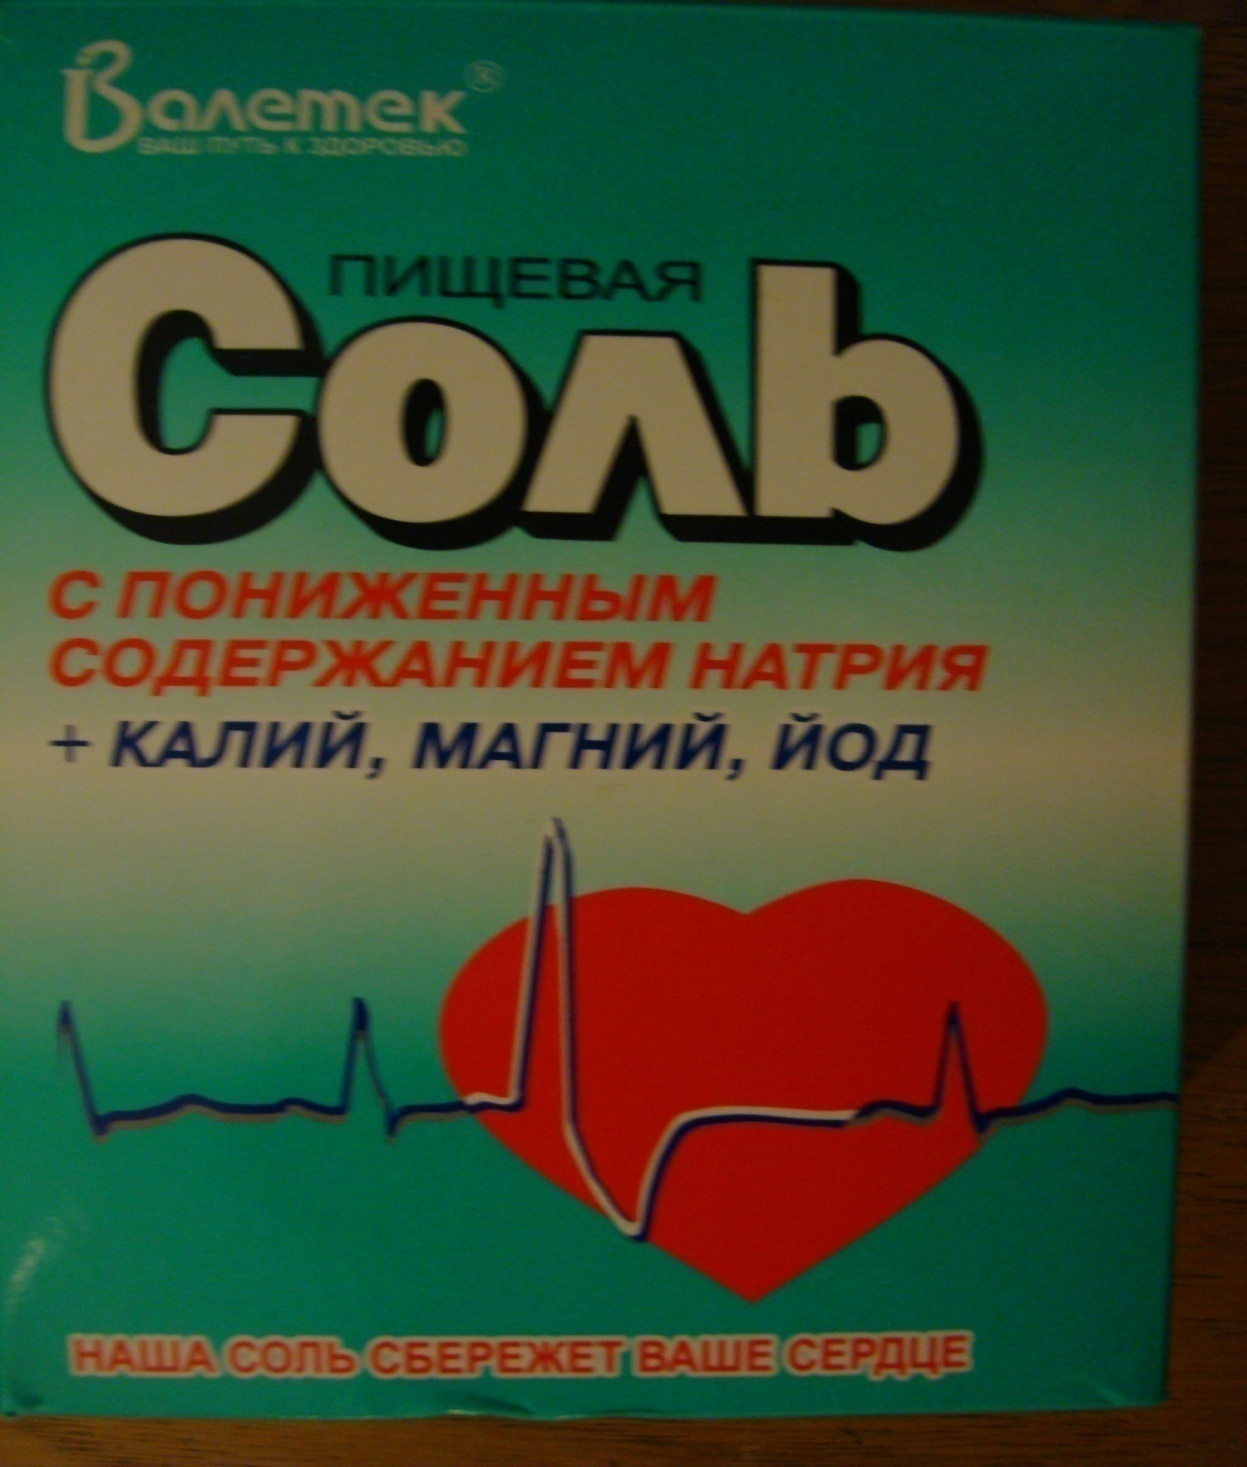 Валетек®
ВАШ ПУТЬ К ЗДОРОВЬЮ
ПИЩЕВАЯ
Соль
С ПОНИЖЕННЫМ
СОДЕРЖАНИЕМ НАТРИЯ
+ КАЛИЙ, МАГНИЙ, ЙОД
НАША СОЛЬ СБЕРЕЖЕТ ВАШЕ СЕРДЦЕ